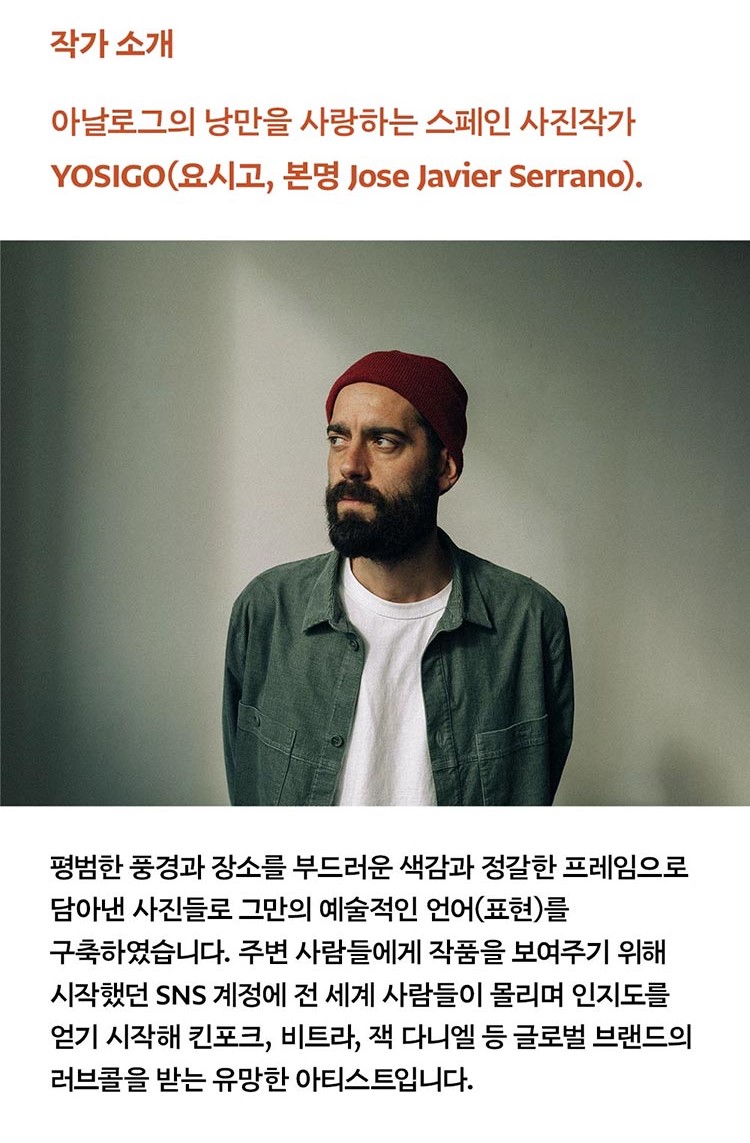 작가 소개
아날로그의 낭만을 사랑하는 스페인 사진작가
YOSIGO(요시고, 본명 Jose Javier Serrano).
평범한 풍경과 장소를 부드러운 색감과 정갈한 프레임으로
담아낸 사진들로 그만의 예술적인 언어(표현)를
구축하였습니다. 주변 사람들에게 작품을 보여주기 위해
시작했던 SNS 계정에 전 세계 사람들이 몰리며 인지도를
얻기 시작해 킨포크, 비트라, 잭 다니엘 등 글로벌 브랜드의
러브콜을 받는 유망한 아티스트입니다.